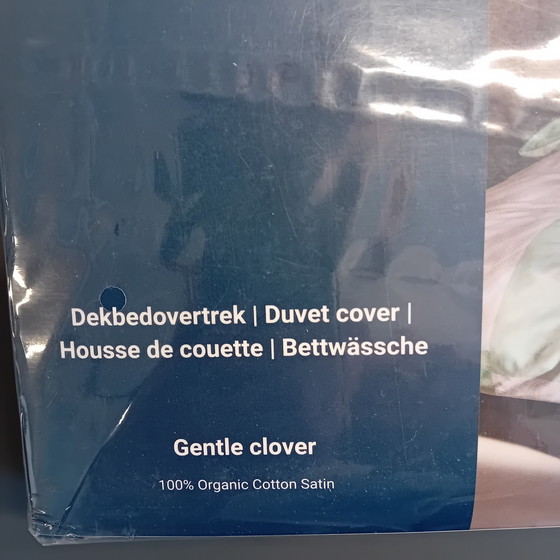 Dekbedovertrek | Duvet cover |
Housse de couette | Bettwässche
Gentle clover
100% Organic Cotton Satin